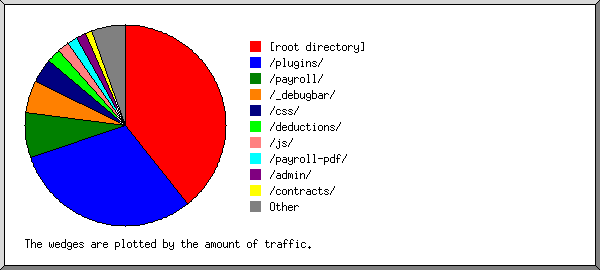 [root directory]
/plugins/
/payroll/
/_debugbar/
/css/
/deductions/
/js/
/payroll-pdf/
/admin/
/contracts/
Other
The wedges are plotted by the amount of traffic.